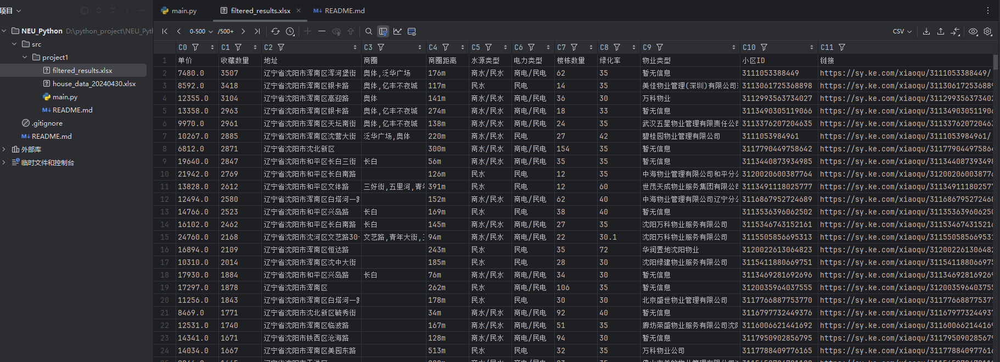 项目
main.py
filtered_results.xlsx
README.md
NEU_Python D:\python_project\NEU_Pyth
src
project1
filtered_results.xlsx
house_data_20240430.xlsx
main.py
README.md
.gitignore
README.md
外部库
临时文件和控制台
0-500 /500+ CSV
C0 C1 C2 C3 C4 C5 C6 C7 C8 C9 C10 C11
1 单价 收藏数量 地址 商圈 商圈距离 水源类型 电力类型 楼栋数量 绿化率 物业类型 小区ID 链接
2 7480.0 3507 辽宁省沈阳市浑南区浑河堡街 奥体,泛华广场 176m 商水/民水 商电/民电 62 35 暂无信息 3111053388449 https://sy.ke.com/xiaoqu/3111053388449/
3 8592.0 3418 辽宁省沈阳市浑南区银卡路 奥体,亿丰不夜城 117m 民水 民电 14 35 美佳物业管理(深圳)有限公司 3113061725368898 https://sy.ke.com/xiaoqu/311306172536889
4 12355.0 3104 辽宁省沈阳市浑南区高迎路 奥体 141m 商水/民水 商电/民电 36 30 万科物业 3112993563734027 https://sy.ke.com/xiaoqu/311299356373402
5 13358.0 2963 辽宁省沈阳市浑南区银卡路 奥体,亿丰不夜城 274m 商水/民水 商电/民电 18 33 暂无信息 3113490305119066 https://sy.ke.com/xiaoqu/311349030511906
6 9970.0 2961 辽宁省沈阳市浑南区天坛南街 奥体,亿丰不夜城 138m 商水/民水 商电/民电 24 35 武汉五星物业管理有限责任公司 3113376207204635 https://sy.ke.com/xiaoqu/311337620720463
7 10267.0 2885 辽宁省沈阳市浑南区沈营大街 泛华广场,奥体 220m 商水/民水 民电 27 42 碧桂园物业管理有限公司 3111053984961 https://sy.ke.com/xiaoqu/3111053984961/
8 6812.0 2871 辽宁省沈阳市沈北新区 300m 商水/民水 商电/民电 154 35 暂无信息 3117790449758642 https://sy.ke.com/xiaoqu/311779044975864
9 19640.0 2847 辽宁省沈阳市和平区长白三街 长白 56m 商水/民水 商电/民电 35 35 暂无信息 3113440873934985 https://sy.ke.com/xiaoqu/311344087393498
10 21942.0 2769 辽宁省沈阳市和平区长白南路 126m 民水 民电 12 35 中海物业管理有限公司和平分公 3120020600387764 https://sy.ke.com/xiaoqu/312002060038776
11 13828.0 2612 辽宁省沈阳市和平区文体路 三好街,五里河,青年 391m 民水 民电 12 60 世茂天成物业服务集团有限公司 3113491118025777 https://sy.ke.com/xiaoqu/311349111802577
12 12494.0 2580 辽宁省沈阳市浑南区白塔河一路 152m 商水/民水 商电/民电 62 40 中海物业管理有限公司辽宁分公 3116867952724689 https://sy.ke.com/xiaoqu/311686795272468
13 14766.0 2523 辽宁省沈阳市和平区兴岛路 长白 169m 民水 民电 38 40 暂无信息 3113536396062502 https://sy.ke.com/xiaoqu/311353639606250
14 16102.0 2462 辽宁省沈阳市和平区长白南路 长白 145m 商水/民水 商电/民电 27 35 沈阳万科物业服务有限公司 3115346743152161 https://sy.ke.com/xiaoqu/311534674315216
15 24760.0 2168 辽宁省沈阳市沈河区文艺路30- 文艺路,青年大街, 94m 商水/民水 商电/民电 22 30.1 沈阳万科物业服务有限公司 3115505856695313 https://sy.ke.com/xiaoqu/311550585669531
16 16894.0 2109 辽宁省沈阳市浑南区恒达路 243m 民水 民电 35 72 华润置地沈阳物业 3120022613064823 https://sy.ke.com/xiaoqu/312002261306482
17 10310.0 2014 辽宁省沈阳市浑南区沈中大街 185m 民水 民电 28 30 沈阳绿建物业服务有限公司 3115411880669751 https://sy.ke.com/xiaoqu/311541188066975
18 17930.0 1884 辽宁省沈阳市和平区兴岛路 长白 76m 商水/民水 商电/民电 34 30 暂无信息 3113469281692696 https://sy.ke.com/xiaoqu/311346928169269
19 17297.0 1878 辽宁省沈阳市浑南区 262m 民水 商电/民电 106 35 暂无信息 3120035964037555 https://sy.ke.com/xiaoqu/312003596403755
20 11256.0 1843 辽宁省沈阳市浑南区白塔河一路 178m 民水 民电 30 30 北京盛世物业管理有限公司 3117766887753770 https://sy.ke.com/xiaoqu/311776688775377
21 8469.0 1771 辽宁省沈阳市沈北新区毓秀街 34m 商水/民水 商电/民电 92 40 暂无信息 3116797732449376 https://sy.ke.com/xiaoqu/311679773244937
22 12531.0 1740 辽宁省沈阳市浑南区临波路 167m 商水/民水 商电/民电 51 35 廊坊荣盛物业服务有限公司沈阳 3116006621441692 https://sy.ke.com/xiaoqu/311600662144169
23 14341.0 1671 辽宁省沈阳市铁西区沧海路 128m 商水/民水 商电/民电 94 30 暂无信息 3117950902856795 https://sy.ke.com/xiaoqu/311795090285679
24 14034.0 1667 辽宁省沈阳市浑南区美园东路 513m 民水 民电 32 35 万科物业公司 3117788409776165 https://sy.ke.com/xiaoqu/311778840977616